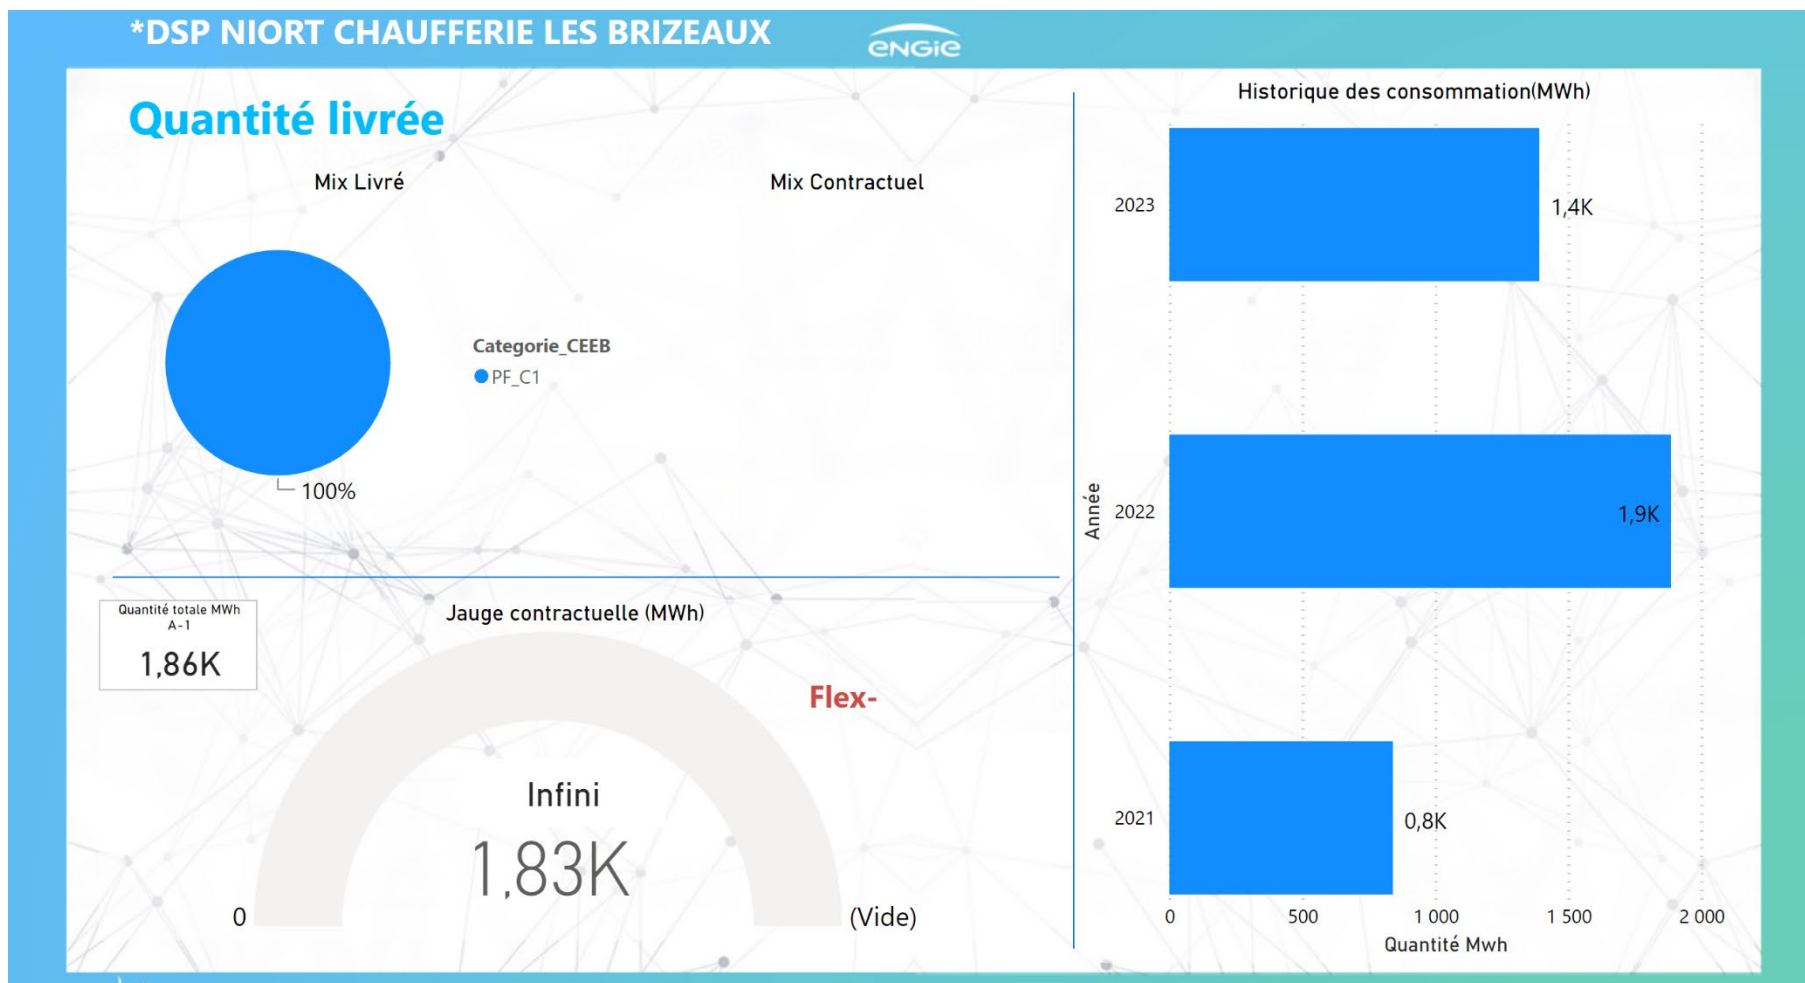 *DSP NIORT CHAUFFERIE LES BRIZEAUX
ENGIE
Quantité livrée
Mix Livré
Mix Contractuel
Categorie_CEEB
PF_C1
100%
Quantité totale MWh
A-1
1,86K
Jauge contractuelle (MWh)
Flex-
Infini
1,83K
0
(Vide)
Historique des consommation(MWh)
2023
1,4K
Année
2022
1,9K
2021
0,8K
0
500
1 000
1 500
2 000
Quantité Mwh